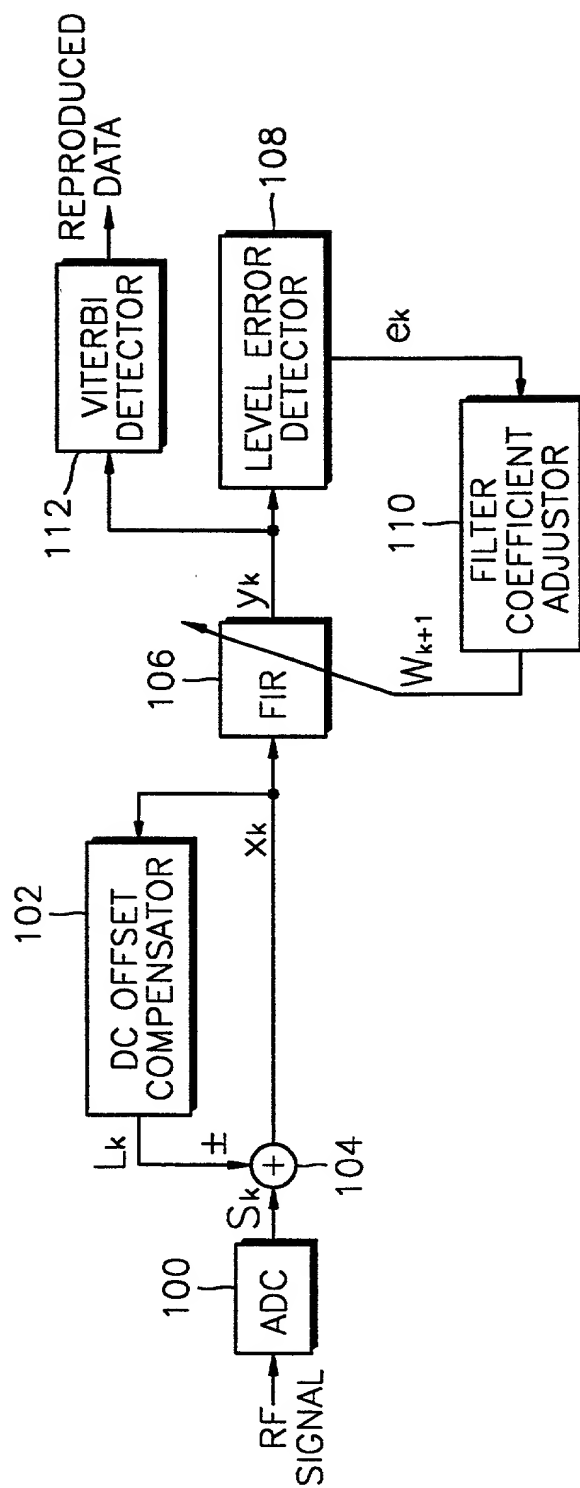 RF
SIGNAL
100
ADC
Sk
104
+
±
Lk
102
DC OFFSET
COMPENSATOR
xk
106
FIR
yk
Wk+1
112
VITERBI
DETECTOR
REPRODUCED
DATA
108
LEVEL ERROR
DETECTOR
ek
110
FILTER
COEFFICIENT
ADJUSTOR